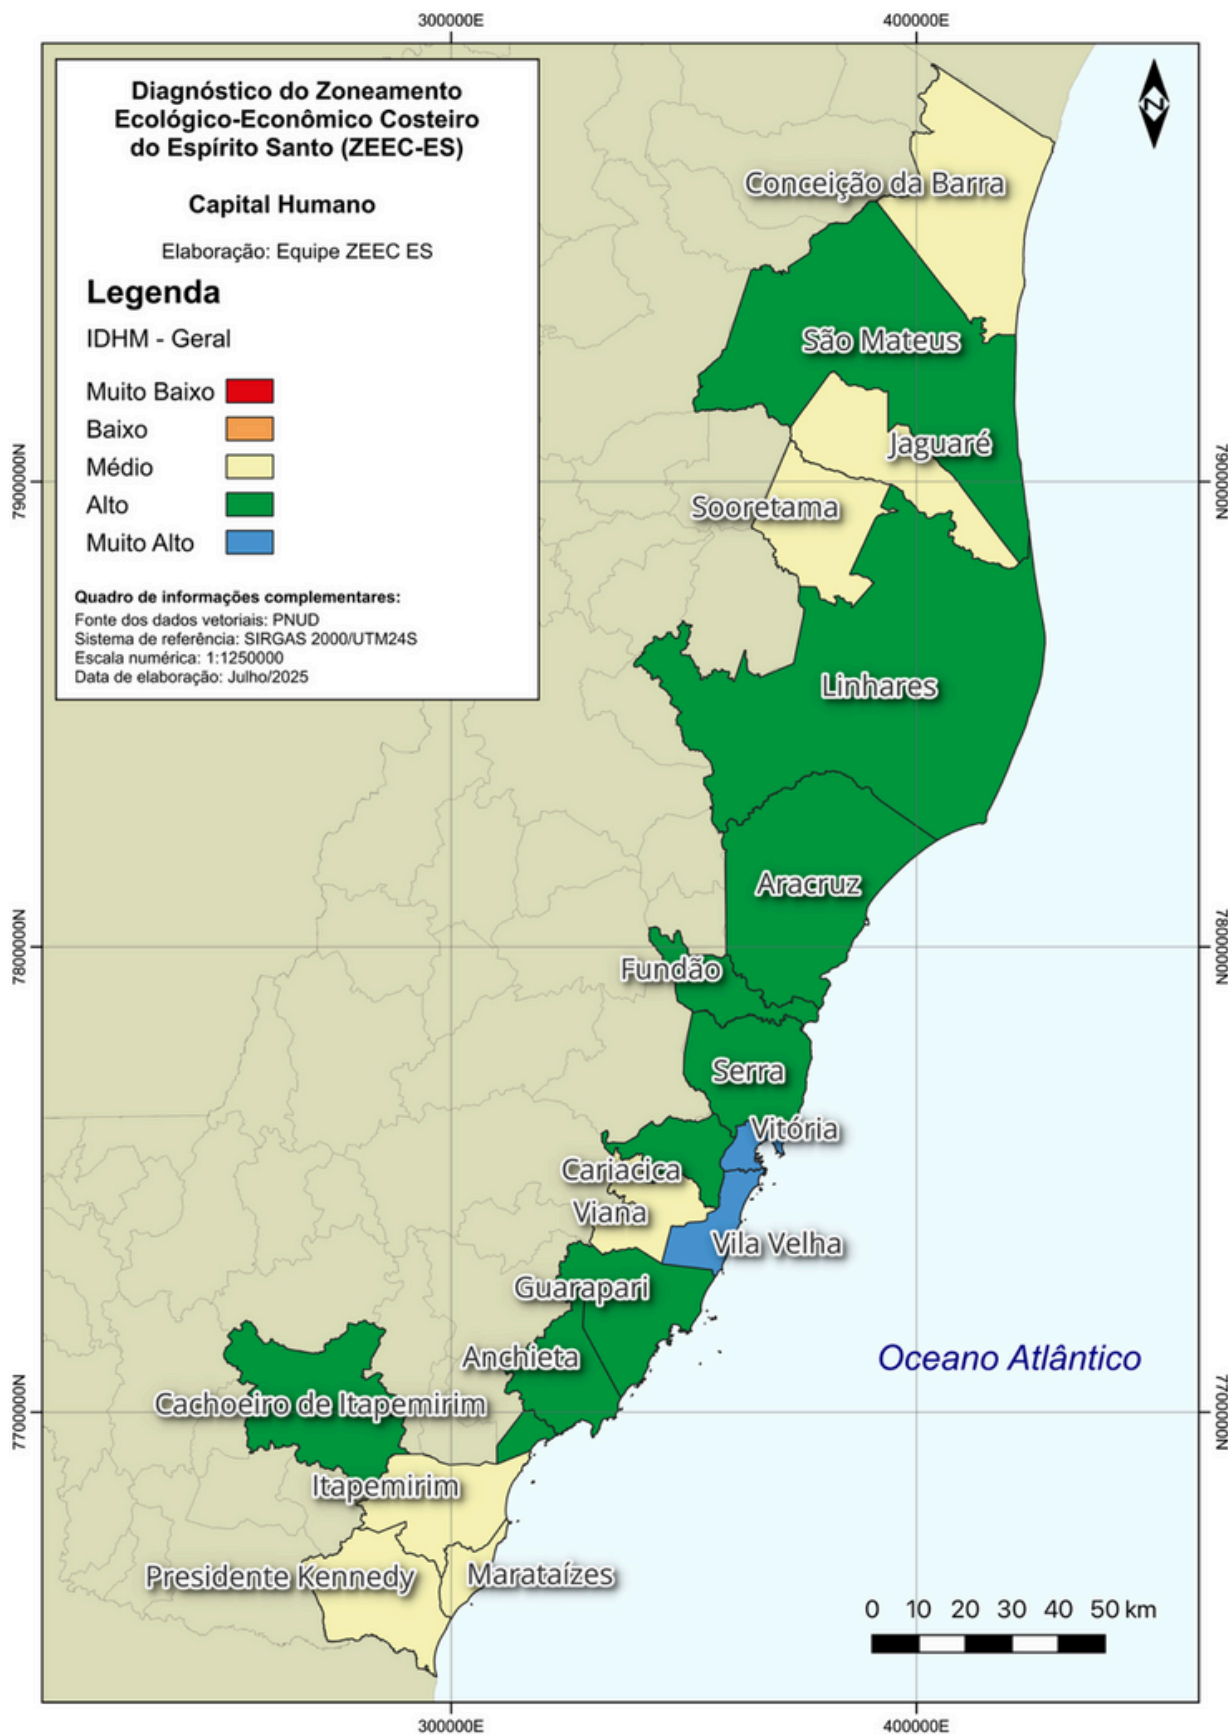 300000E
400000E
Diagnóstico do Zoneamento
Ecológico-Econômico Costeiro
do Espírito Santo (ZEEC-ES)
Capital Humano
Elaboração: Equipe ZEEC ES
Legenda
IDHM - Geral
Muito Baixo
Baixo
Médio
Alto
Muito Alto
Quadro de informações complementares:
Fonte dos dados vetoriais: PNUD
Sistema de referência: SIRGAS 2000/UTM24S
Escala numérica: 1:1250000
Data de elaboração: Julho/2025
N
Conceição da Barra
São Mateus
Jaguaré
7900000N
7900000N
Sooretama
Linhares
Aracruz
7800000N
7800000N
Fundão
Serra
Vitória
Cariacica
Viana
Vila Velha
Guarapari
Anchieta
Oceano Atlântico
Cachoeiro de Itapemirim
7700000N
7700000N
Itapemirim
Presidente Kennedy
Marataízes
0 10 20 30 40 50 km
300000E
400000E